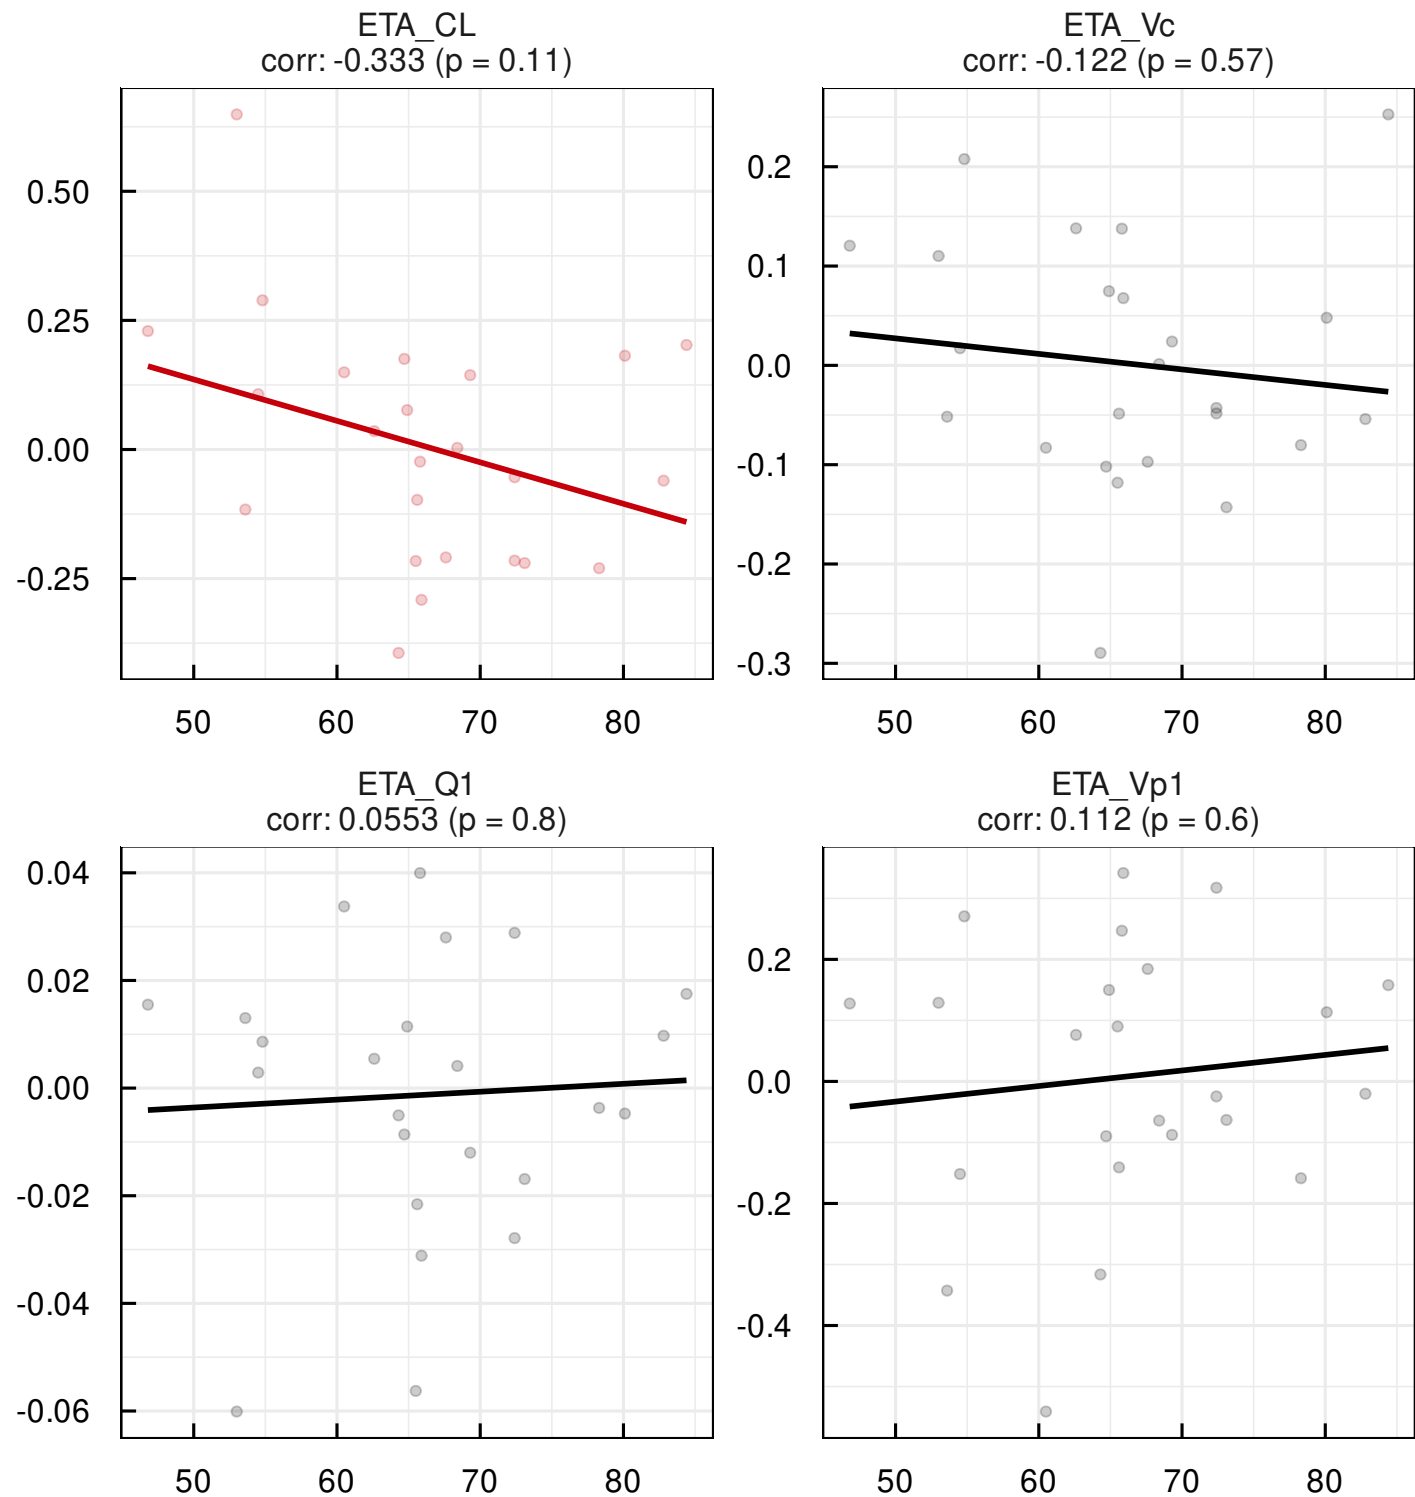 ETA_CL
corr: -0.333 (p = 0.11)
0.50
0.25
0.00
-0.25
50 60 70 80
ETA_Vc
corr: -0.122 (p = 0.57)
0.2
0.1
0.0
-0.1
-0.2
-0.3
50 60 70 80
ETA_Q1
corr: 0.0553 (p = 0.8)
0.04
0.02
0.00
-0.02
-0.04
-0.06
50 60 70 80
ETA_Vp1
corr: 0.112 (p = 0.6)
0.2
0.0
-0.2
-0.4
50 60 70 80